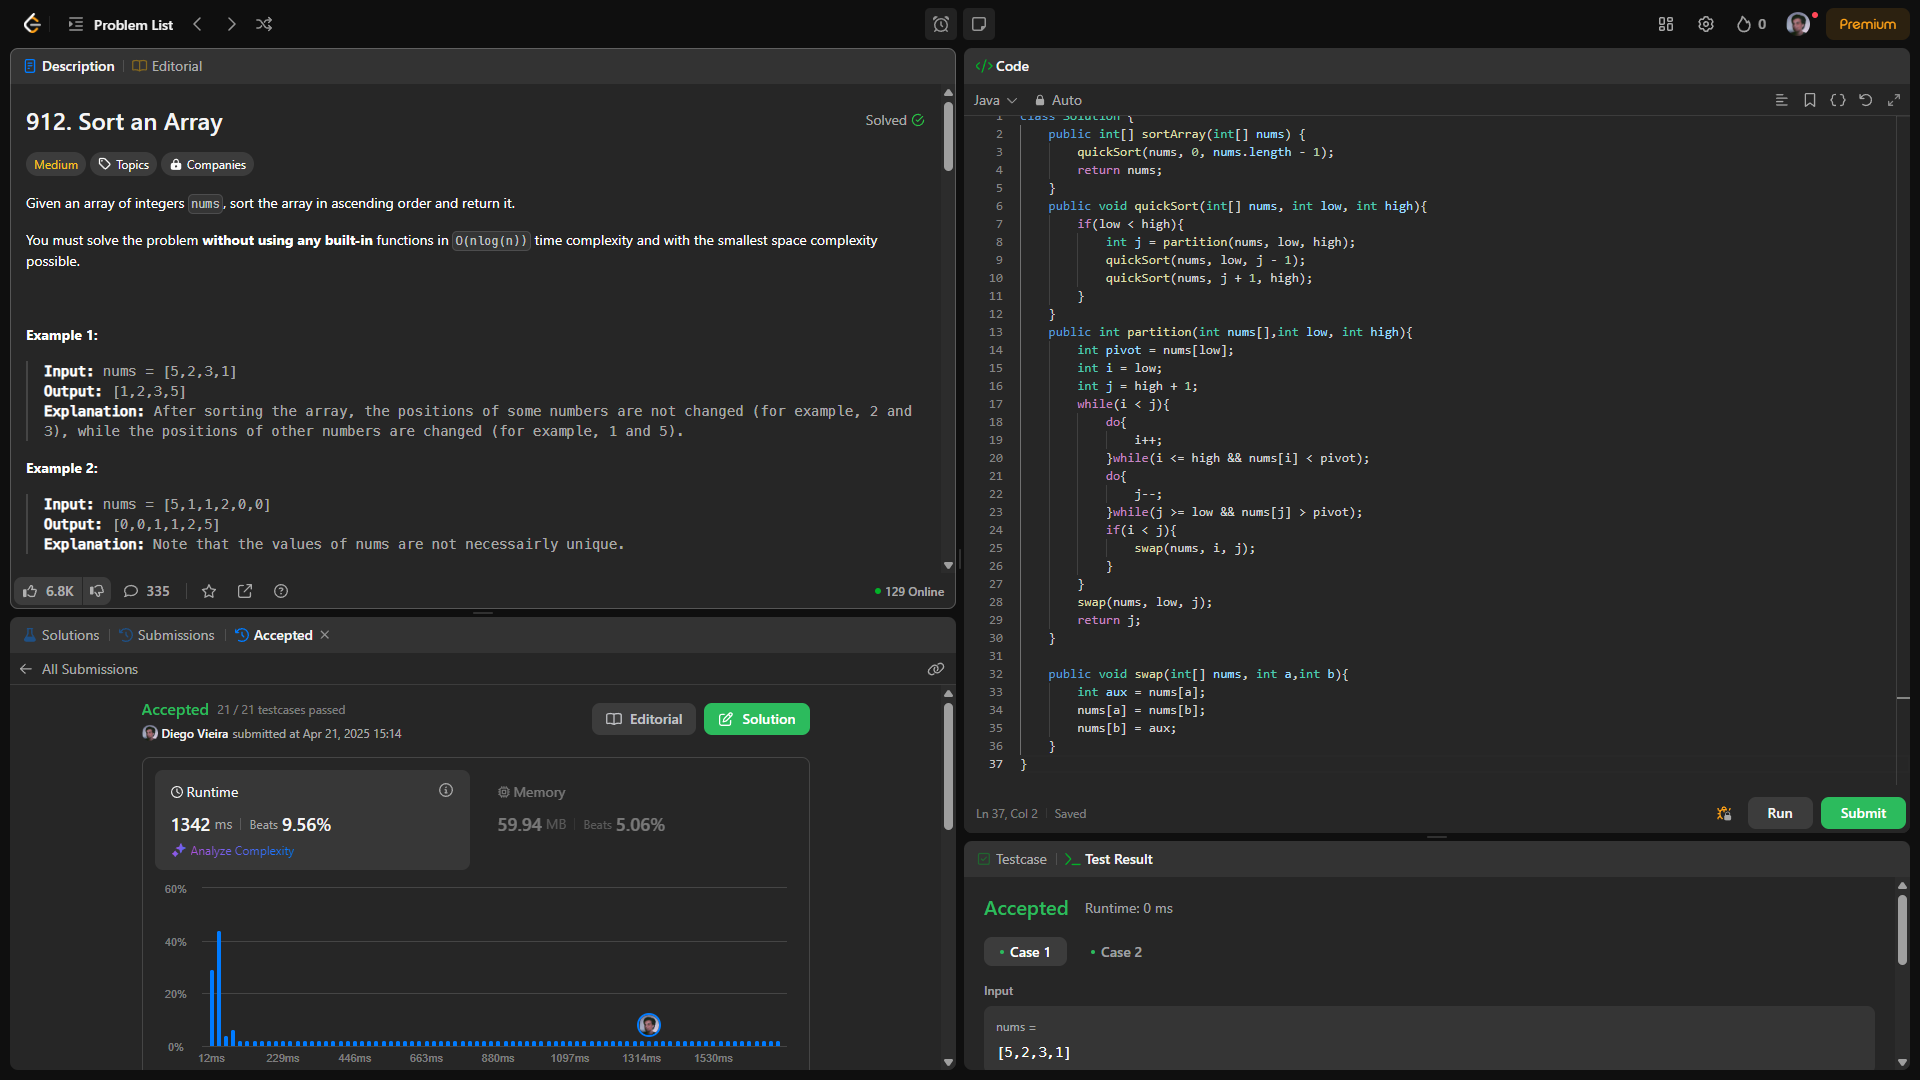 Problem List
0
Premium
Description
Editorial
912. Sort an Array
Solved
Medium
Topics
Companies
Given an array of integers nums, sort the array in ascending order and return it.
You must solve the problem without using any built-in functions in O(nlog(n)) time complexity and with the smallest space complexity
possible.
Example 1:
Input: nums = [5,2,3,1]
Output: [1,2,3,5]
Explanation: After sorting the array, the positions of some numbers are not changed (for example, 2 and
3), while the positions of other numbers are changed (for example, 1 and 5).
Example 2:
Input: nums = [5,1,1,2,0,0]
Output: [0,0,1,1,2,5]
Explanation: Note that the values of nums are not necessairly unique.
6.8K
335
129 Online
Solutions
Submissions
Accepted
All Submissions
Accepted 21 / 21 testcases passed
Diego Vieira submitted at Apr 21, 2025 15:14
Editorial
Solution
Runtime
1342 ms Beats 9.56%
Analyze Complexity
Memory
59.94 MB Beats 5.06%
60%
40%
20%
0%
12ms 229ms 446ms 663ms 880ms 1097ms 1314ms 1530ms
</> Code
Java
Auto
1 class Solution {
2 public int[] sortArray(int[] nums) {
3 quickSort(nums, 0, nums.length - 1);
4 return nums;
5 }
6 public void quickSort(int[] nums, int low, int high){
7 if(low < high){
8 int j = partition(nums, low, high);
9 quickSort(nums, low, j - 1);
10 quickSort(nums, j + 1, high);
11 }
12 }
13 public int partition(int nums[],int low, int high){
14 int pivot = nums[low];
15 int i = low;
16 int j = high + 1;
17 while(i < j){
18 do{
19 i++;
20 }while(i <= high && nums[i] < pivot);
21 do{
22 j--;
23 }while(j >= low && nums[j] > pivot);
24 if(i < j){
25 swap(nums, i, j);
26 }
27 }
28 swap(nums, low, j);
29 return j;
30 }
31
32 public void swap(int[] nums, int a,int b){
33 int aux = nums[a];
34 nums[a] = nums[b];
35 nums[b] = aux;
36 }
37 }
Ln 37, Col 2 Saved
Run
Submit
Testcase
Test Result
Accepted Runtime: 0 ms
Case 1
Case 2
Input
nums =
[5,2,3,1]